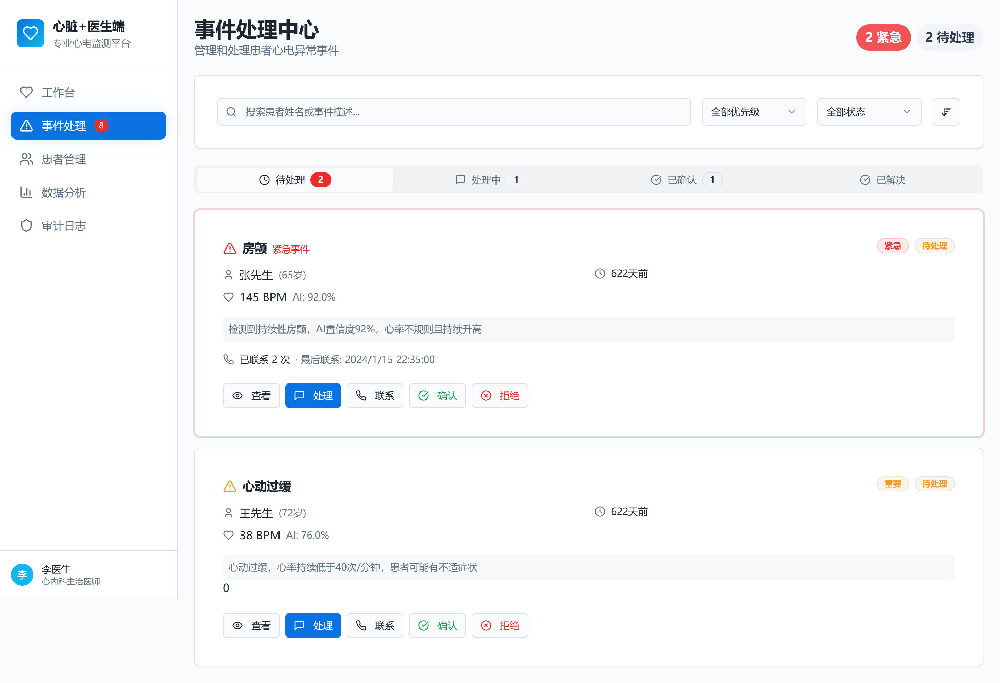 心脏+医生端
专业心电监测平台
工作台
事件处理 8
患者管理
数据分析
审计日志
李 李医生
心内科主治医师
事件处理中心
管理和处理患者心电异常事件
2 紧急 2 待处理
搜索患者姓名或事件描述... 全部优先级 全部状态
待处理 2 处理中 1 已确认 1 已解决
房颤 紧急事件 紧急 待处理
张先生 (65岁) 622天前
145 BPM AI: 92.0%
检测到持续性房颤，AI置信度92%，心率不规则且持续升高
已联系 2 次 · 最后联系: 2024/1/15 22:35:00
查看 处理 联系 确认 拒绝
心动过缓 重要 待处理
王先生 (72岁) 622天前
38 BPM AI: 76.0%
心动过缓，心率持续低于40次/分钟，患者可能有不适症状
0
查看 处理 联系 确认 拒绝